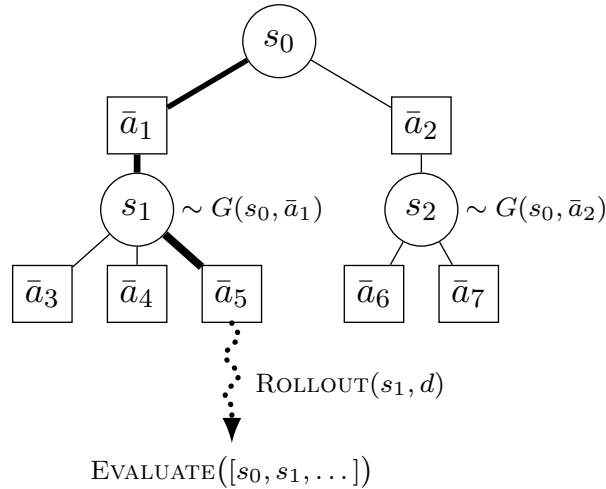 s₀
ā₁ ā₂
s₁ ∼ G(s₀, ā₁) s₂ ∼ G(s₀, ā₂)
ā₃ ā₄ ā₅ ā₆ ā₇
ROLLOUT(s₁, d)
EVALUATE([s₀, s₁, . . . ])